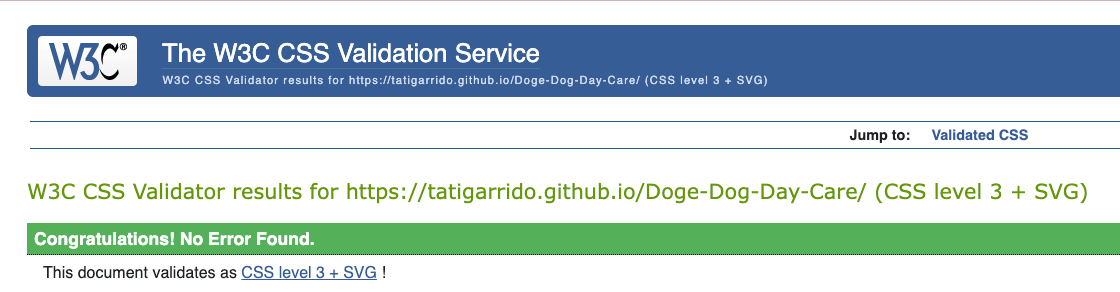 W3C®
The W3C CSS Validation Service
W3C CSS Validator results for https://tatigarrido.github.io/Doge-Dog-Day-Care/ (CSS level 3 + SVG)
Jump to: Validated CSS
W3C CSS Validator results for https://tatigarrido.github.io/Doge-Dog-Day-Care/ (CSS level 3 + SVG)
Congratulations! No Error Found.
This document validates as CSS level 3 + SVG !